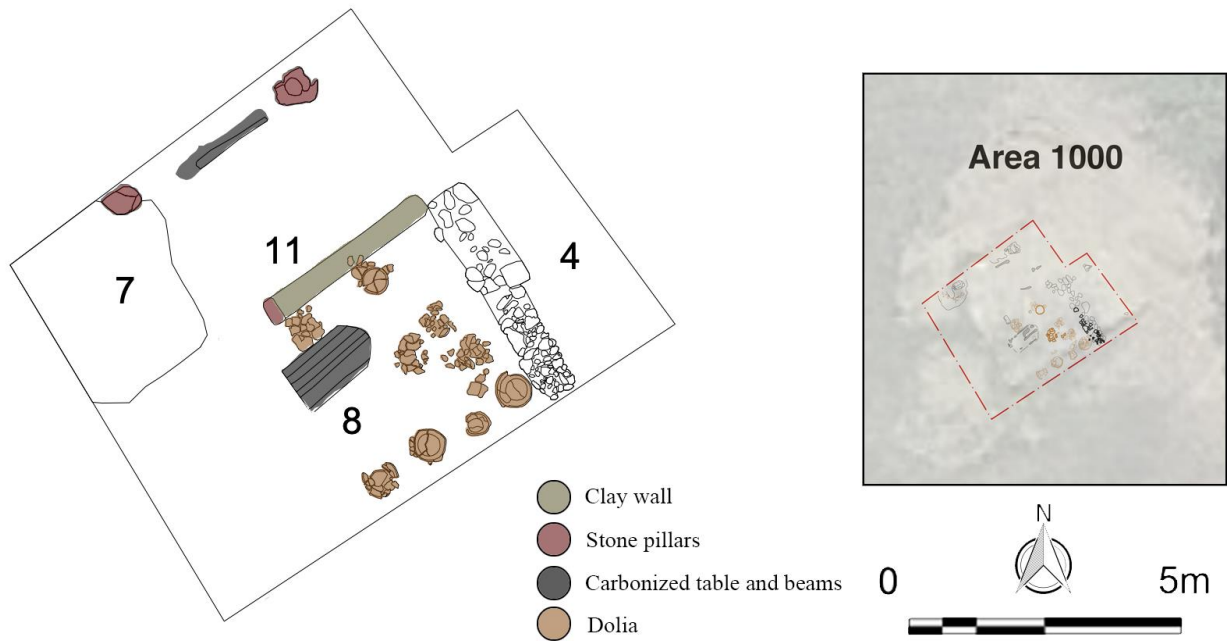 Area 1000
11
4
7
8
Clay wall
Stone pillars
Carbonized table and beams
Dolia
N
0 5m